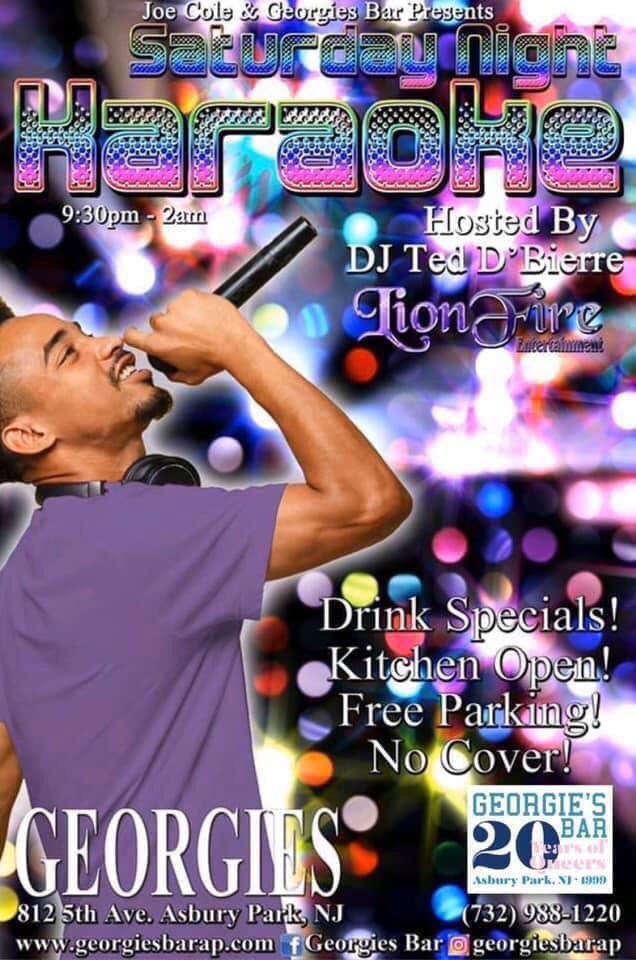 Joe Cole & Georgies Bar Presents
Saturday Night
Karaoke
9:30pm - 2am
Hosted By
DJ Ted D'Bierre
LionFire
Entertainment
Drink Specials!
Kitchen Open!
Free Parking!
No Cover!
GEORGIES
GEORGIE'S
BAR
20
Years of
Queers
Asbury Park, NJ · 1999
812 5th Ave. Asbury Park, NJ
(732) 988-1220
www.georgiesbarap.com f Georgies Bar georgiesbarap